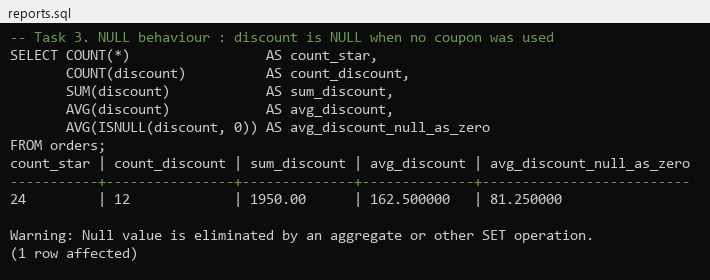 reports.sql
-- Task 3. NULL behaviour : discount is NULL when no coupon was used
SELECT COUNT(*)                 AS count_star,
       COUNT(discount)          AS count_discount,
       SUM(discount)            AS sum_discount,
       AVG(discount)            AS avg_discount,
       AVG(ISNULL(discount, 0)) AS avg_discount_null_as_zero
FROM orders;
count_star | count_discount | sum_discount | avg_discount | avg_discount_null_as_zero
-----------+----------------+--------------+--------------+--------------------------
24         | 12             | 1950.00      | 162.500000   | 81.250000
Warning: Null value is eliminated by an aggregate or other SET operation.
(1 row affected)